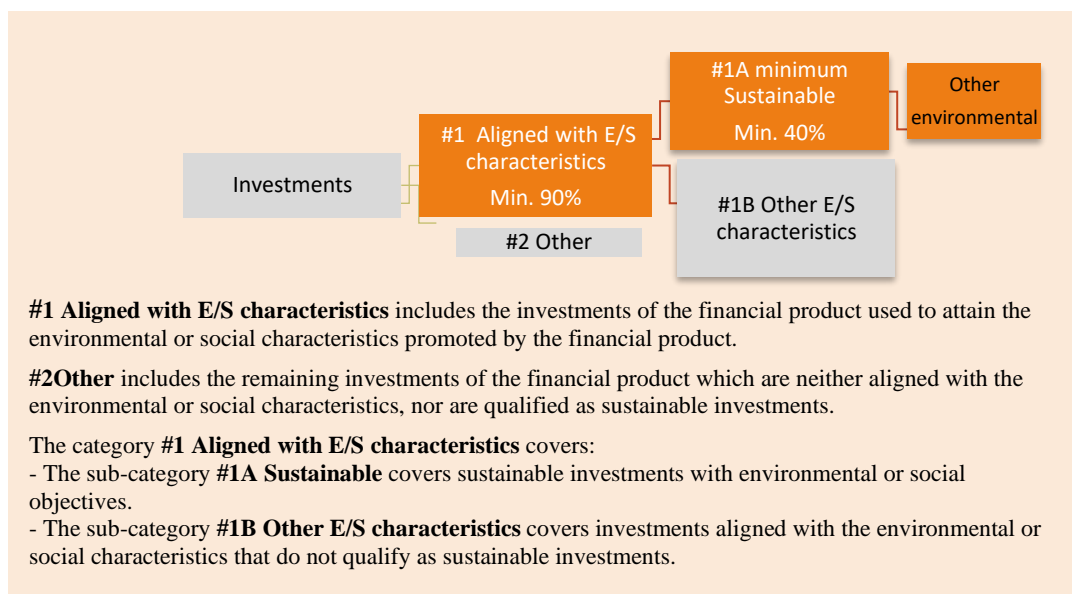 #1A minimum
Sustainable
Min. 40%
Other
environmental
#1 Aligned with E/S
characteristics
Min. 90%
Investments
#1B Other E/S
characteristics
#2 Other
#1 Aligned with E/S characteristics includes the investments of the financial product used to attain the
environmental or social characteristics promoted by the financial product.
#2Other includes the remaining investments of the financial product which are neither aligned with the
environmental or social characteristics, nor are qualified as sustainable investments.
The category #1 Aligned with E/S characteristics covers:
- The sub-category #1A Sustainable covers sustainable investments with environmental or social
objectives.
- The sub-category #1B Other E/S characteristics covers investments aligned with the environmental or
social characteristics that do not qualify as sustainable investments.